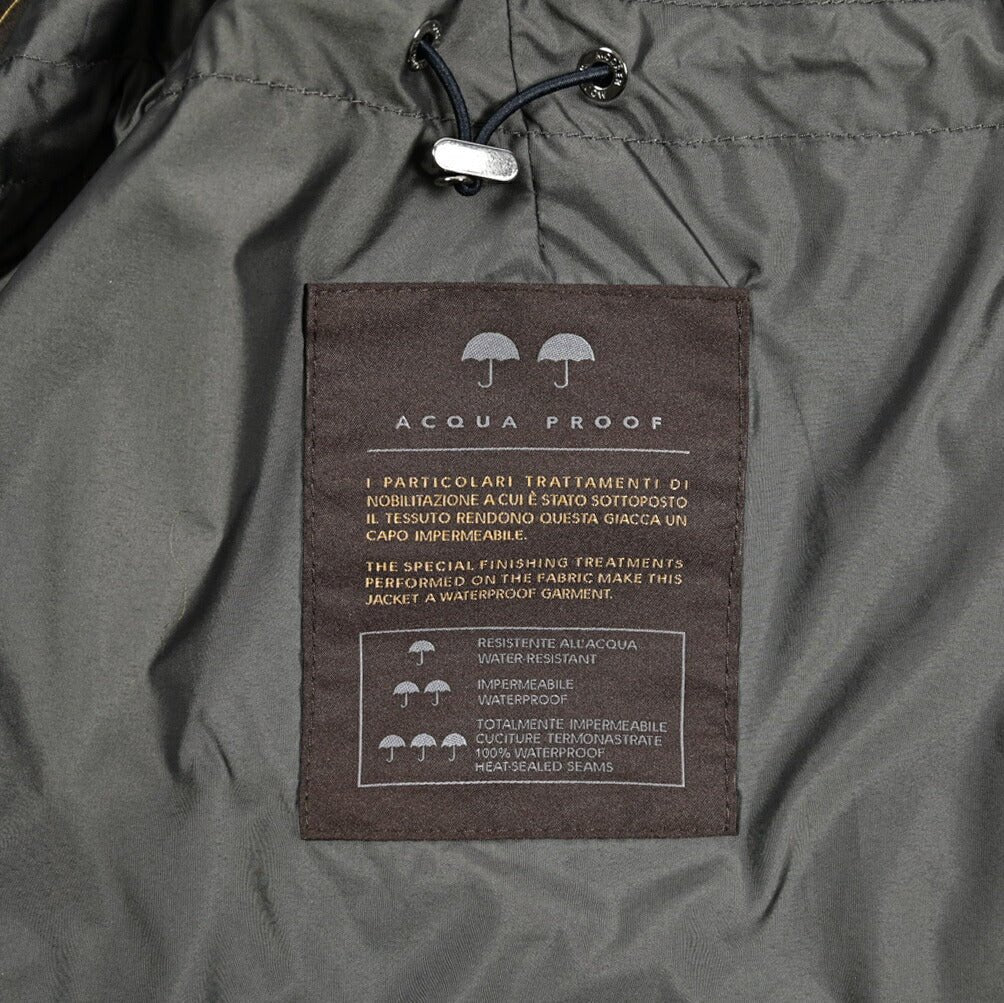 ACQUA PROOF
I PARTICOLARI TRATTAMENTI DI
NOBILITAZIONE A CUI È STATO SOTTOPOSTO
IL TESSUTO RENDONO QUESTA GIACCA UN
CAPO IMPERMEABILE.
THE SPECIAL FINISHING TREATMENTS
PERFORMED ON THE FABRIC MAKE THIS
JACKET A WATERPROOF GARMENT.
RESISTENTE ALL'ACQUA
WATER-RESISTANT
IMPERMEABILE
WATERPROOF
TOTALMENTE IMPERMEABILE
CUCITURE TERMONASTRATE
100% WATERPROOF
HEAT-SEALED SEAMS